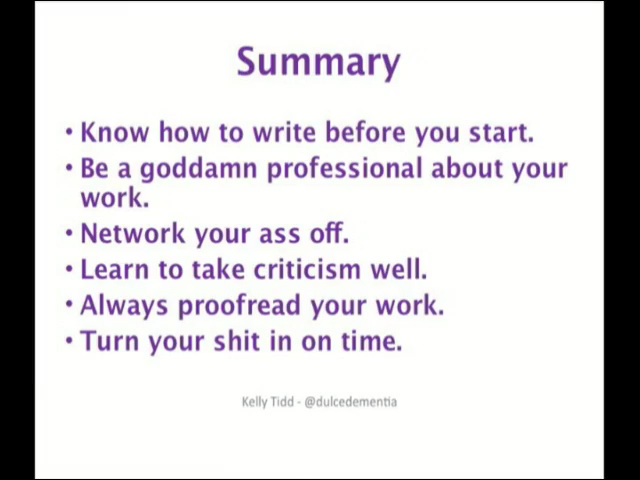 Summary
• Know how to write before you start.
• Be a goddamn professional about your
work.
• Network your ass off.
• Learn to take criticism well.
• Always proofread your work.
• Turn your shit in on time.
Kelly Tidd - @dulcedementia